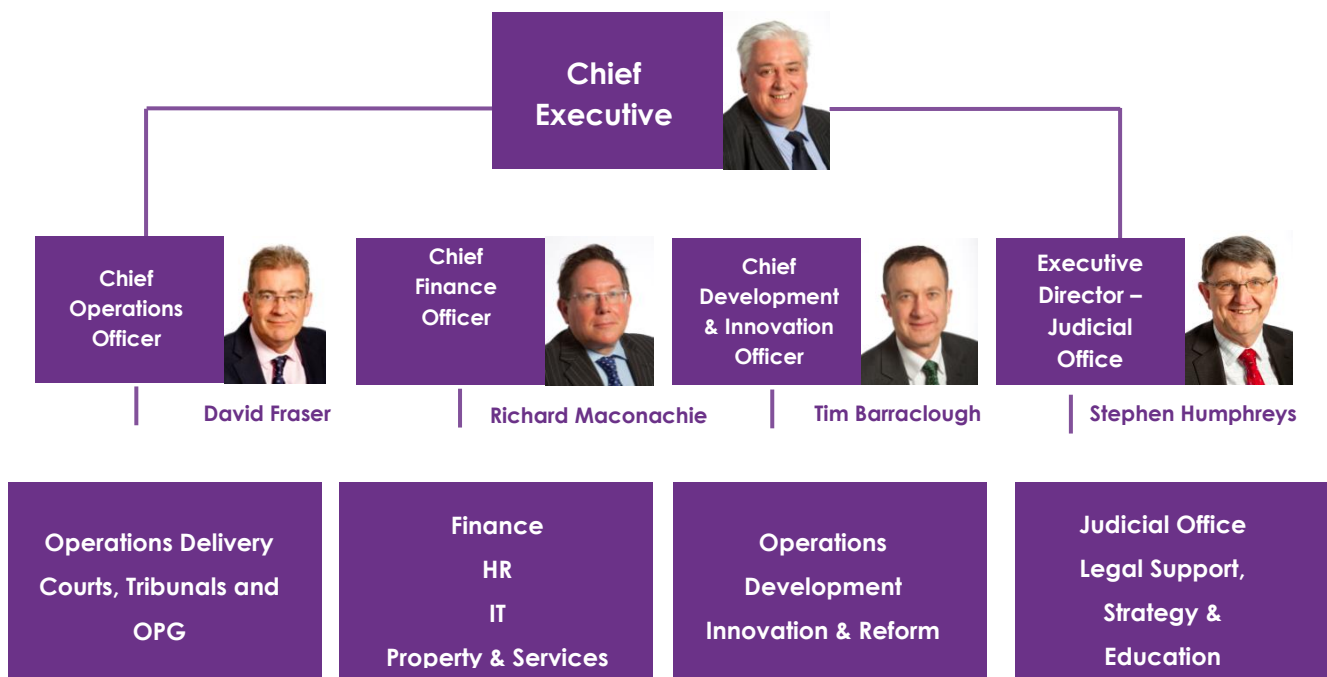 Chief
Executive
Chief
Operations
Officer
Chief
Finance
Officer
Chief
Development
& Innovation
Officer
Executive
Director –
Judicial
Office
David Fraser
Richard Maconachie
Tim Barraclough
Stephen Humphreys
Operations Delivery
Courts, Tribunals and
OPG
Finance
HR
IT
Property & Services
Operations
Development
Innovation & Reform
Judicial Office
Legal Support,
Strategy &
Education